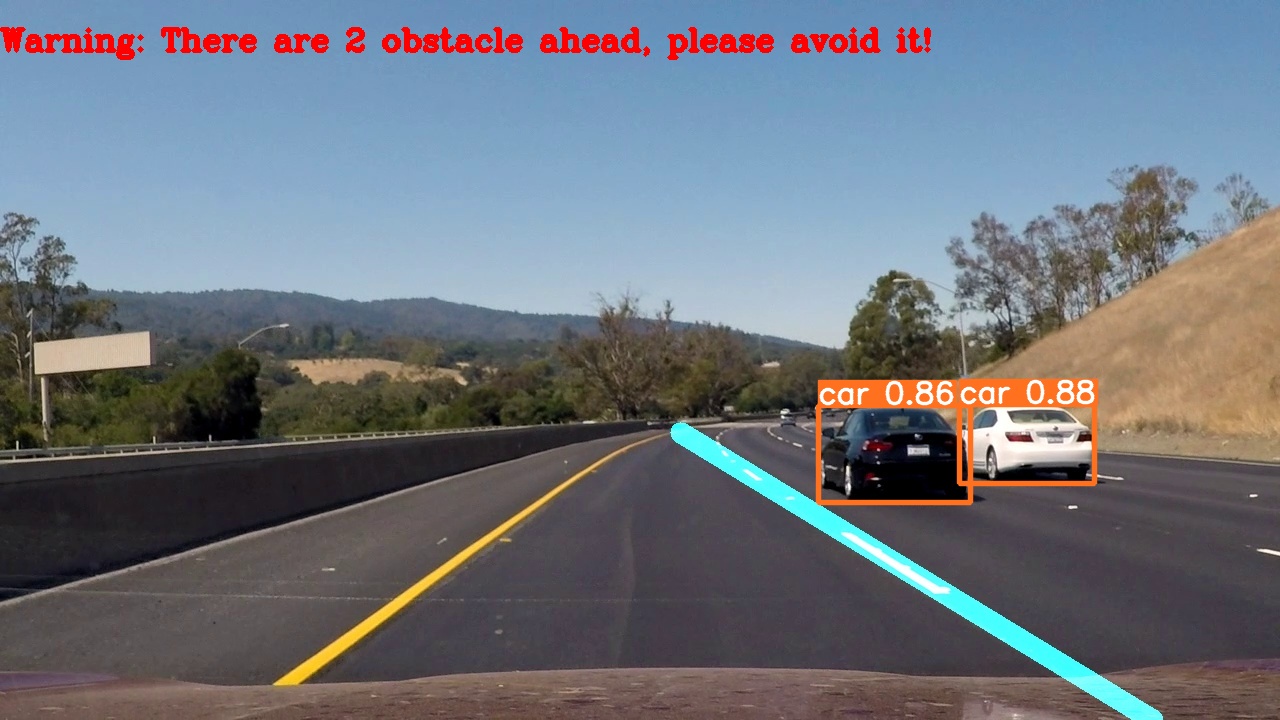 Warning: There are 2 obstacle ahead, please avoid it!
car 0.86
car 0.88